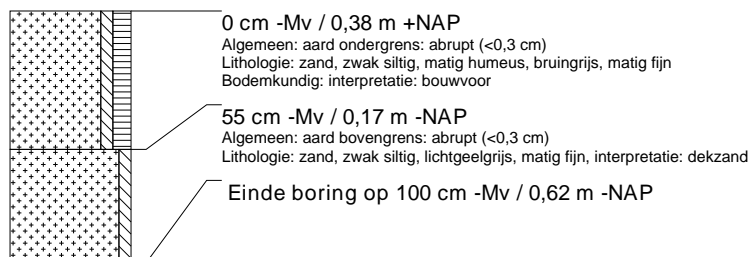 0 cm -Mv / 0,38 m +NAP
Algemeen: aard ondergrens: abrupt (<0,3 cm)
Lithologie: zand, zwak siltig, matig humeus, bruingrijs, matig fijn
Bodemkundig: interpretatie: bouwvoor
55 cm -Mv / 0,17 m -NAP
Algemeen: aard bovengrens: abrupt (<0,3 cm)
Lithologie: zand, zwak siltig, lichtgeelgrijs, matig fijn, interpretatie: dekzand
Einde boring op 100 cm -Mv / 0,62 m -NAP